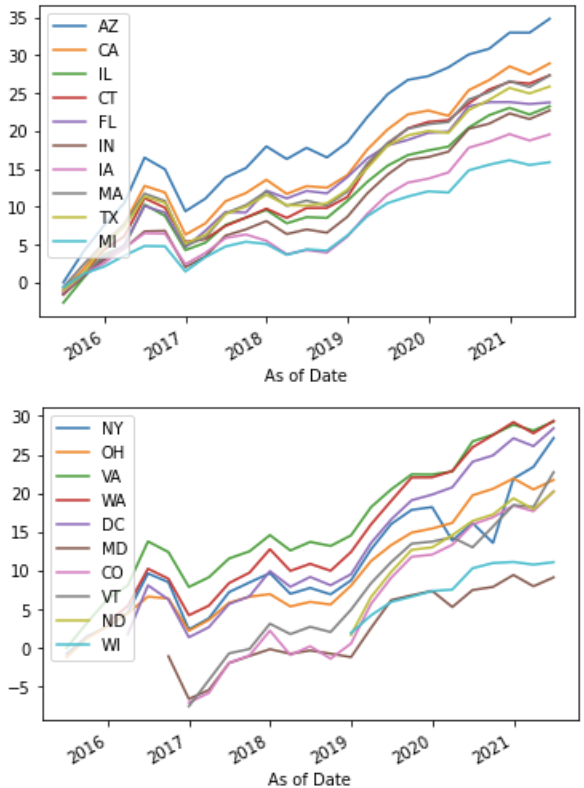 35
30
25
20
15
10
5
0
AZ
CA
IL
CT
FL
IN
IA
MA
TX
MI
2016
2017
2018
2019
2020
2021
As of Date
30
25
20
15
10
5
0
−5
NY
OH
VA
WA
DC
MD
CO
VT
ND
WI
2016
2017
2018
2019
2020
2021
As of Date